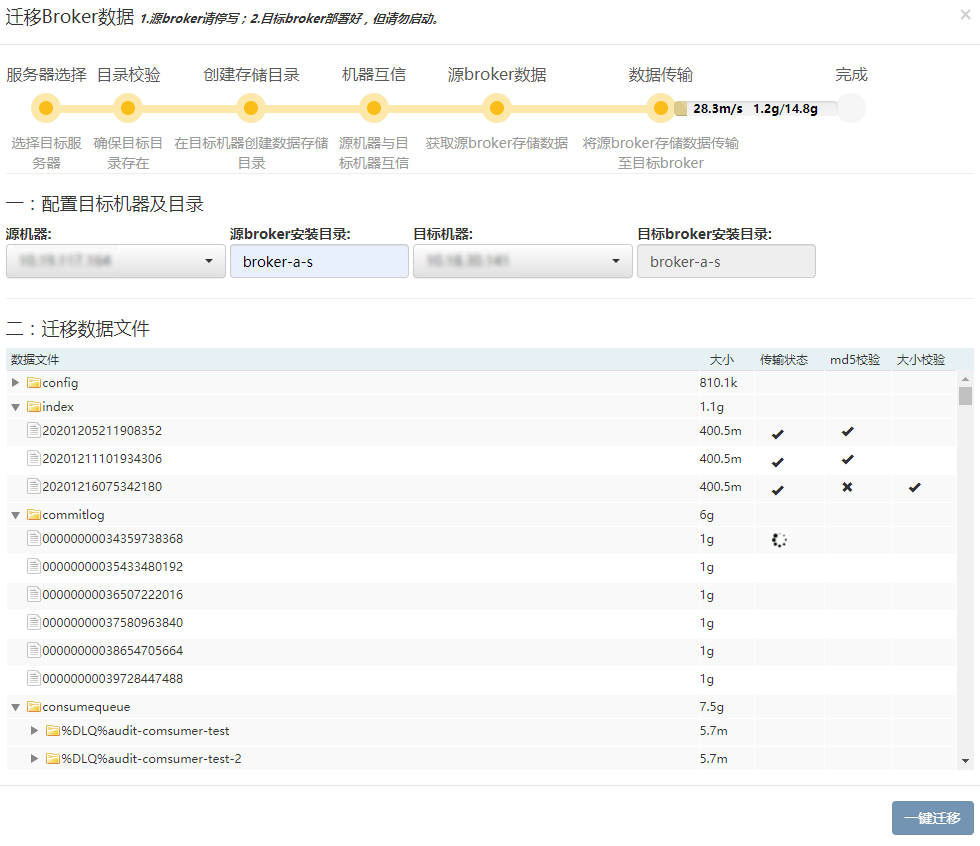 迁移Broker数据 1.源broker请停写；2.目标broker部署好，但请勿启动。
×
服务器选择 目录校验 创建存储目录 机器互信 源broker数据 数据传输 完成
28.3m/s 1.2g/14.8g
选择目标服 确保目标目 在目标机器创建数据存储 源机器与目 获取源broker存储数据 将源broker存储数据传输
务器 录存在 目录 标机器互信 至目标broker
一：配置目标机器及目录
源机器: 源broker安装目录: 目标机器: 目标broker安装目录:
broker-a-s broker-a-s
二：迁移数据文件
数据文件 大小 传输状态 md5校验 大小校验
config 810.1k
index 1.1g
20201205211908352 400.5m ✔ ✔
20201211101934306 400.5m ✔ ✔
20201216075342180 400.5m ✔ ✖ ✔
commitlog 6g
00000000034359738368 1g
00000000035433480192 1g
00000000036507222016 1g
00000000037580963840 1g
00000000038654705664 1g
00000000039728447488 1g
consumequeue 7.5g
%DLQ%audit-comsumer-test 5.7m
%DLQ%audit-comsumer-test-2 5.7m
一键迁移